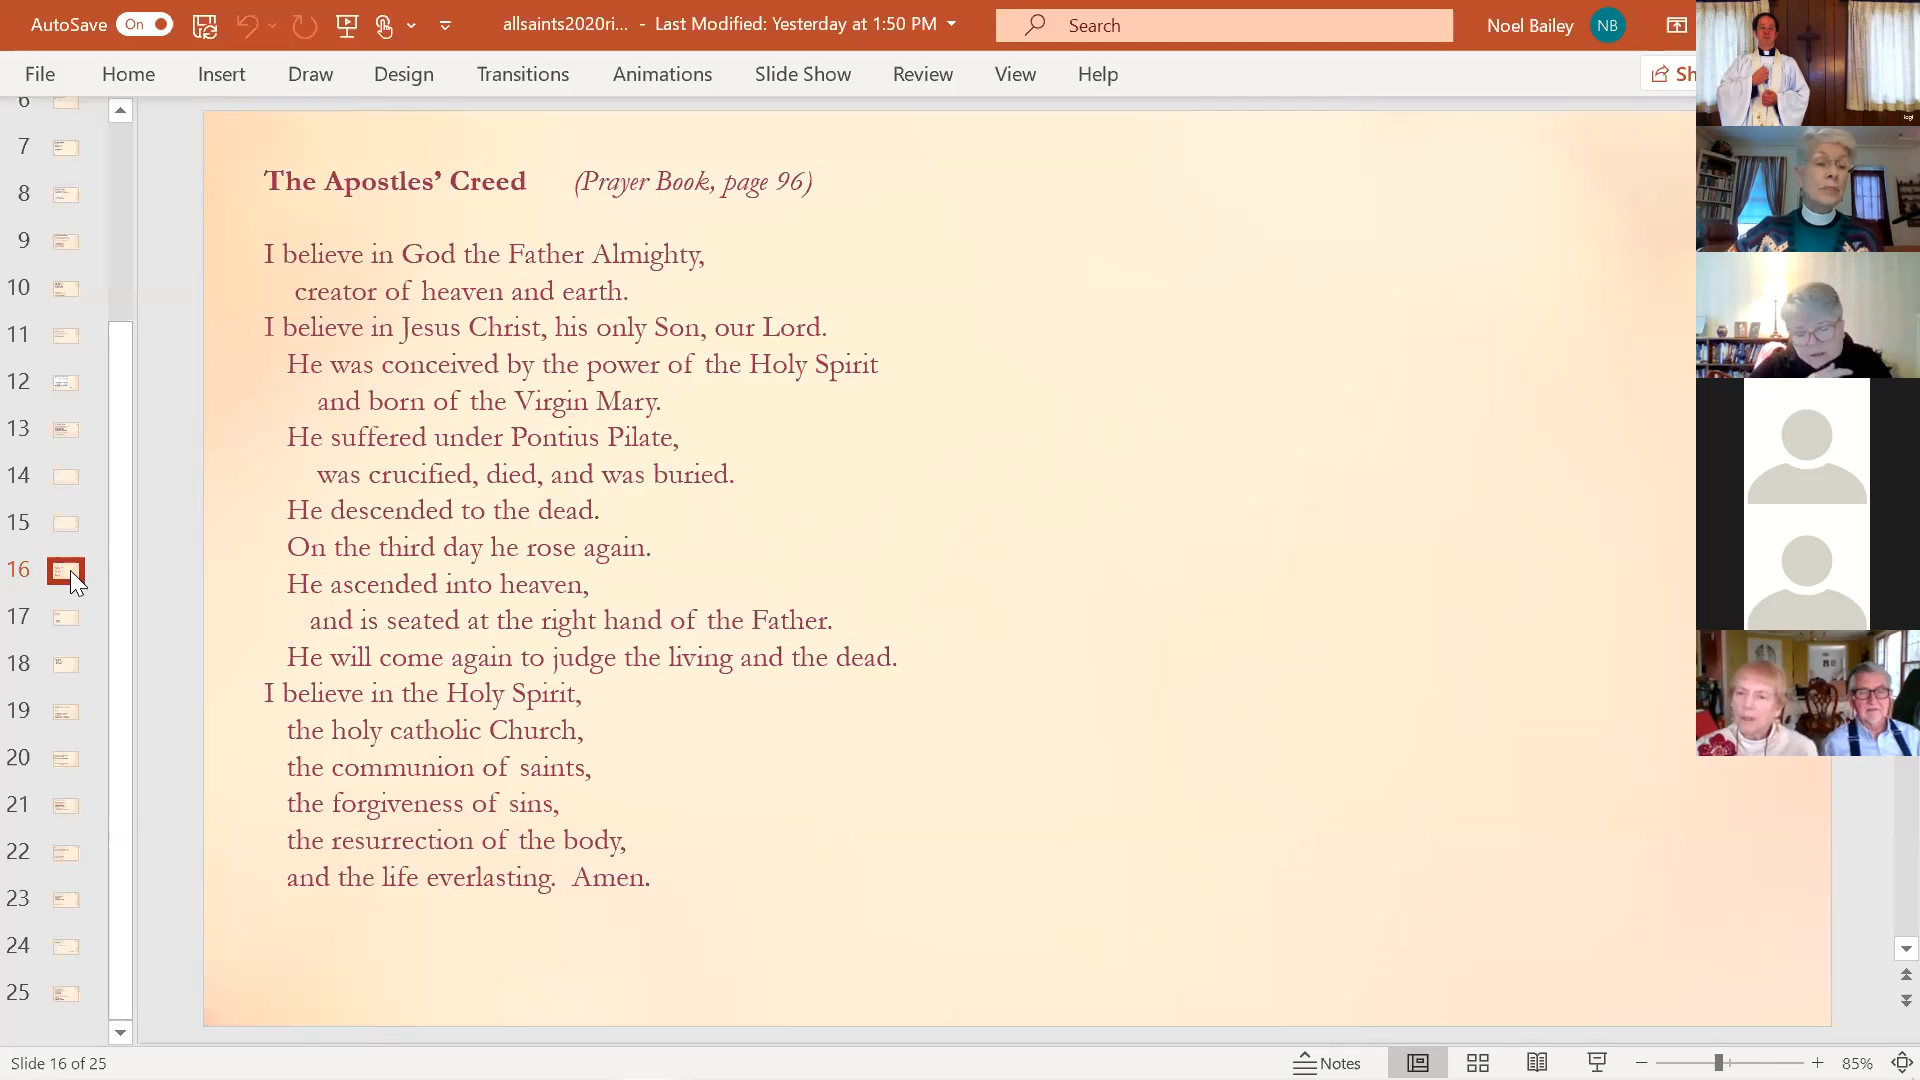 AutoSave On allsaints2020ri... - Last Modified: Yesterday at 1:50 PM Search Noel Bailey NB
File Home Insert Draw Design Transitions Animations Slide Show Review View Help
6
7
8
9
10
11
12
13
14
15
16
17
18
19
20
21
22
23
24
25
The Apostles’ Creed (Prayer Book, page 96)
I believe in God the Father Almighty,
creator of heaven and earth.
I believe in Jesus Christ, his only Son, our Lord.
He was conceived by the power of the Holy Spirit
and born of the Virgin Mary.
He suffered under Pontius Pilate,
was crucified, died, and was buried.
He descended to the dead.
On the third day he rose again.
He ascended into heaven,
and is seated at the right hand of the Father.
He will come again to judge the living and the dead.
I believe in the Holy Spirit,
the holy catholic Church,
the communion of saints,
the forgiveness of sins,
the resurrection of the body,
and the life everlasting. Amen.
Slide 16 of 25 Notes 85%